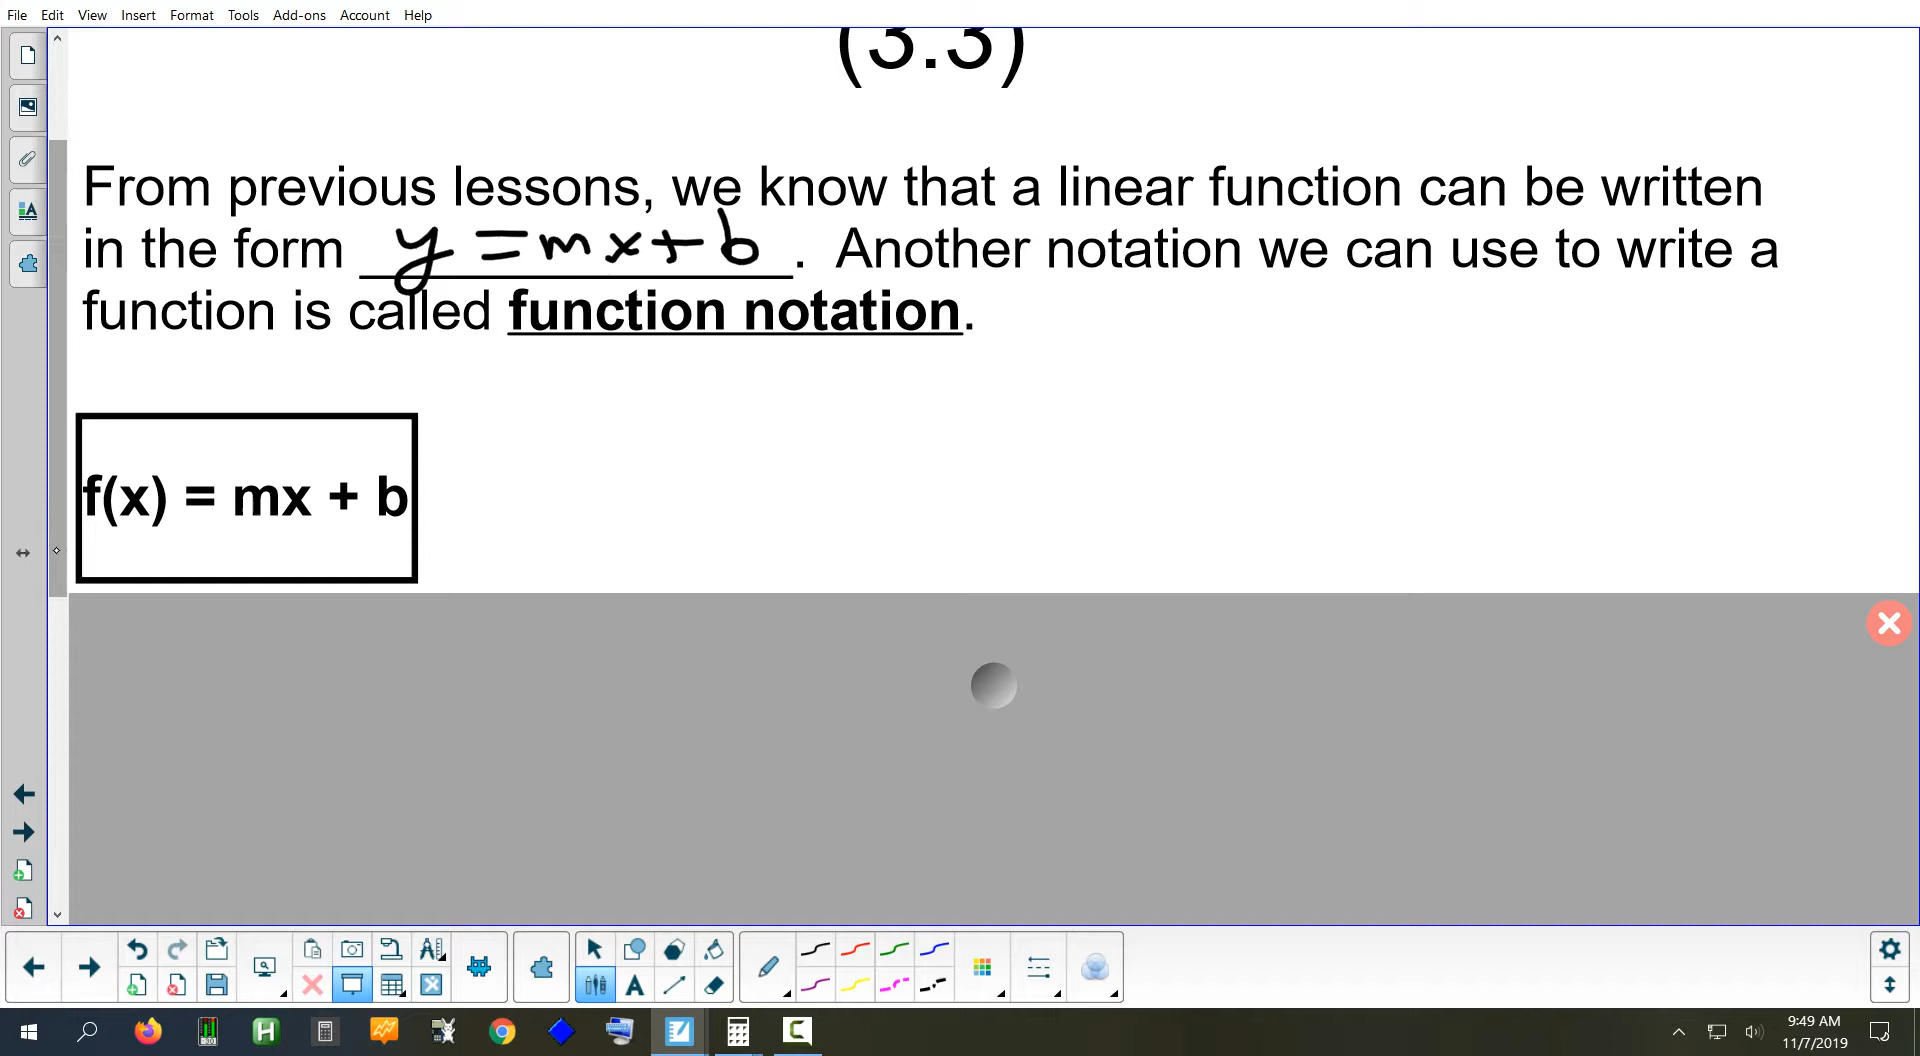 File Edit View Insert Format Tools Add-ons Account Help
(3.3)
From previous lessons, we know that a linear function can be written
in the form y = mx + b. Another notation we can use to write a
function is called function notation.
f(x) = mx + b
9:49 AM
11/7/2019